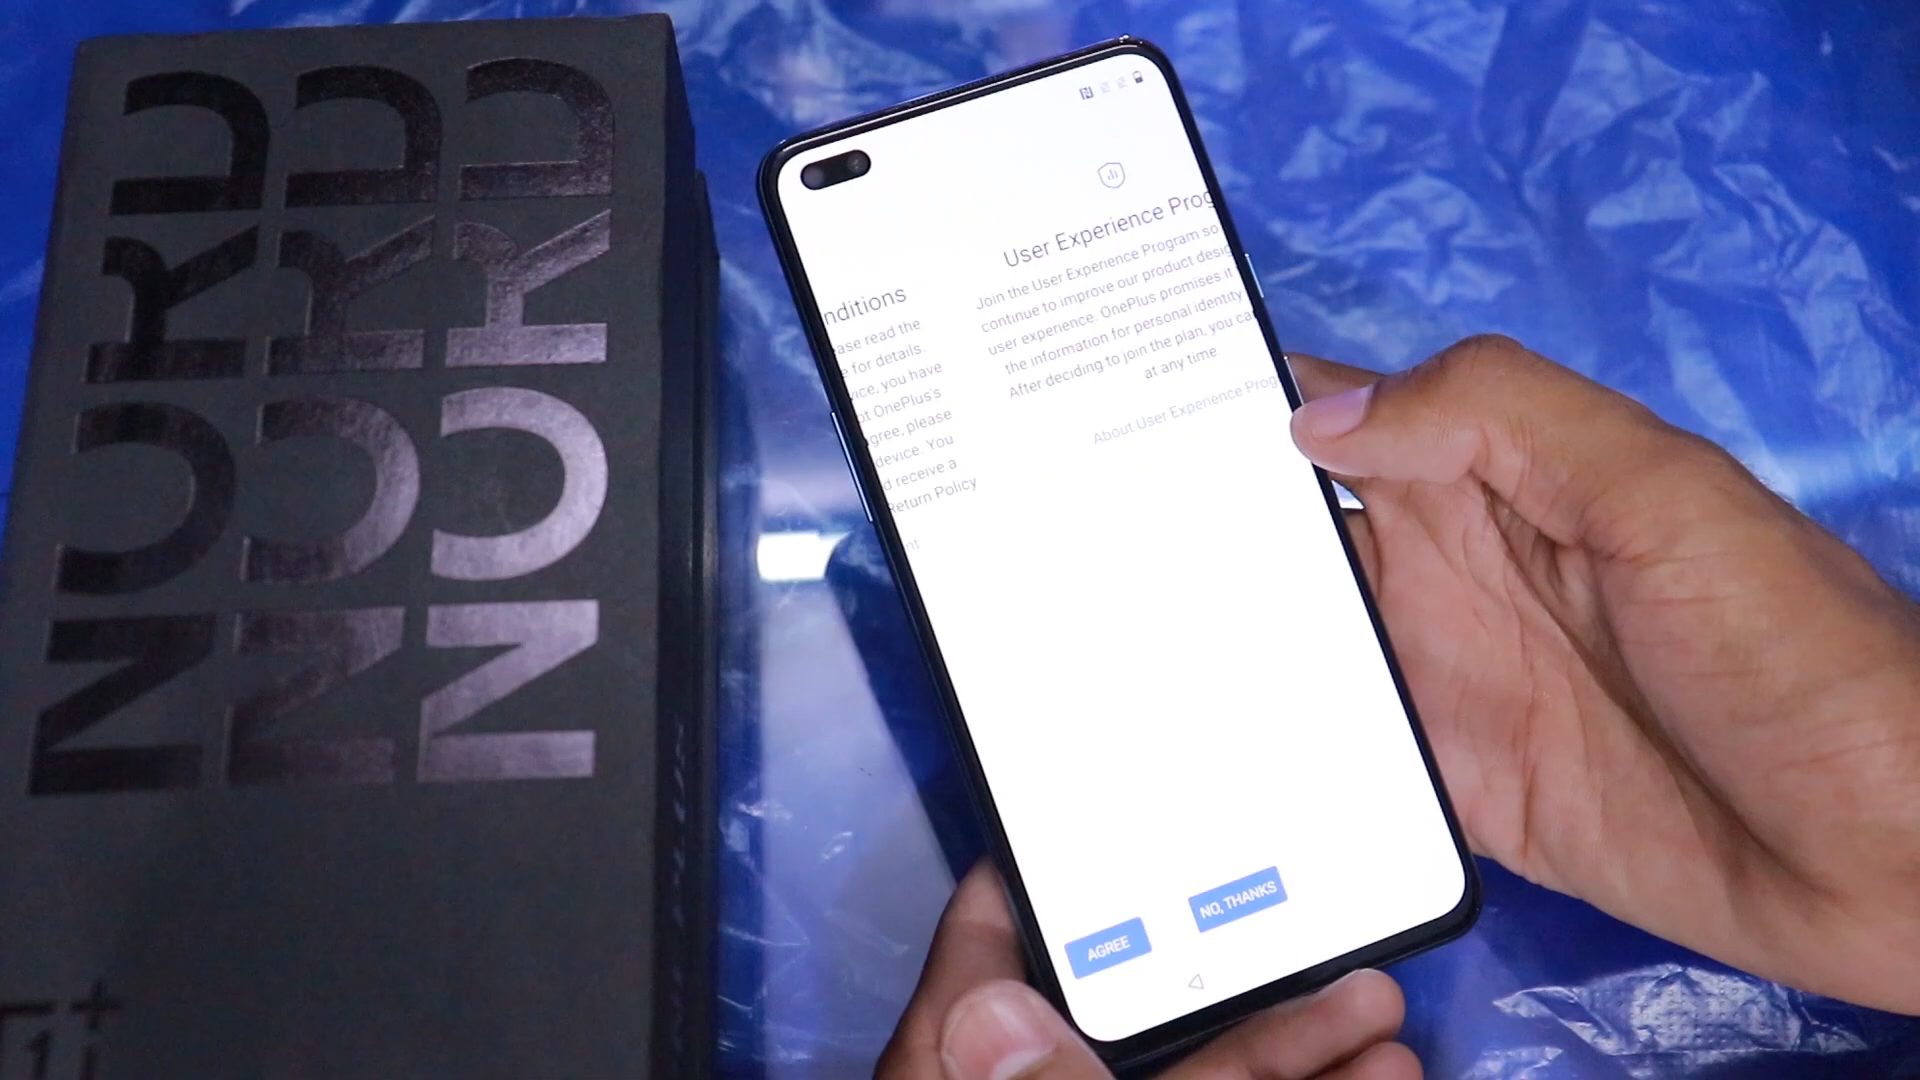 NORD
NORD
NORD
nditions
ase read the
e for details.
vice, you have
ot OnePlus's
gree, please
device. You
d receive a
Return Policy
nt
User Experience Prog
Join the User Experience Program so
continue to improve our product desig
user experience. OnePlus promises it
the information for personal identity
After deciding to join the plan, you ca
at any time.
About User Experience Prog
AGREE
NO, THANKS